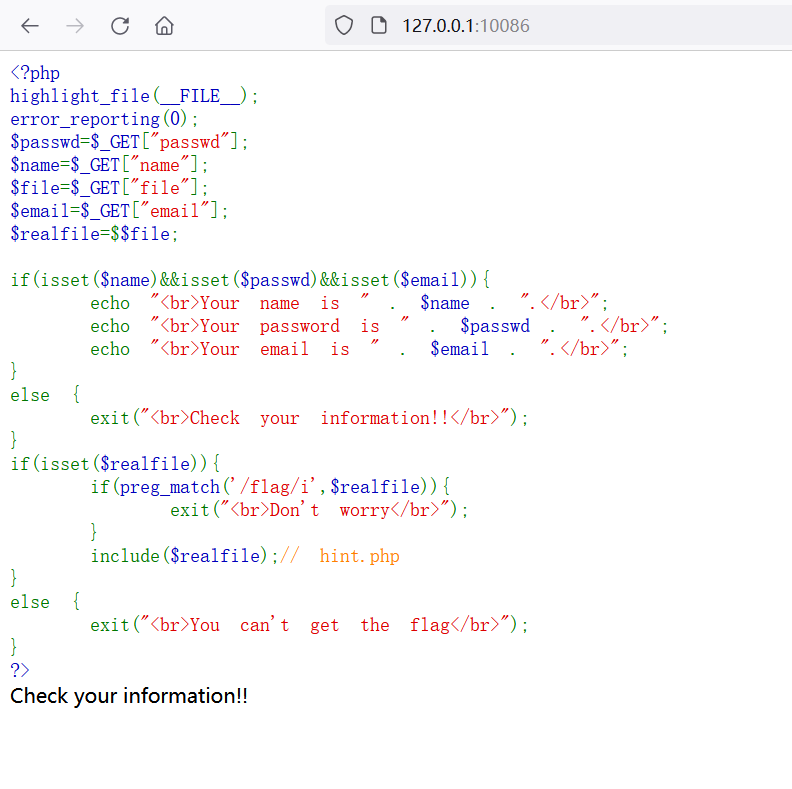 127.0.0.1:10086
<?php
highlight_file(__FILE__);
error_reporting(0);
$passwd=$_GET["passwd"];
$name=$_GET["name"];
$file=$_GET["file"];
$email=$_GET["email"];
$realfile=$$file;
if(isset($name)&&isset($passwd)&&isset($email)){
        echo  "<br>Your  name  is  "  .  $name  .  ".</br>";
        echo  "<br>Your  password  is  "  .  $passwd  .  ".</br>";
        echo  "<br>Your  email  is  "  .  $email  .  ".</br>";
}
else  {
        exit("<br>Check  your  information!!</br>");
}
if(isset($realfile)){
        if(preg_match('/flag/i',$realfile)){
                exit("<br>Don't  worry</br>");
        }
        include($realfile);//  hint.php
}
else  {
        exit("<br>You  can't  get  the  flag</br>");
}
?>
Check your information!!